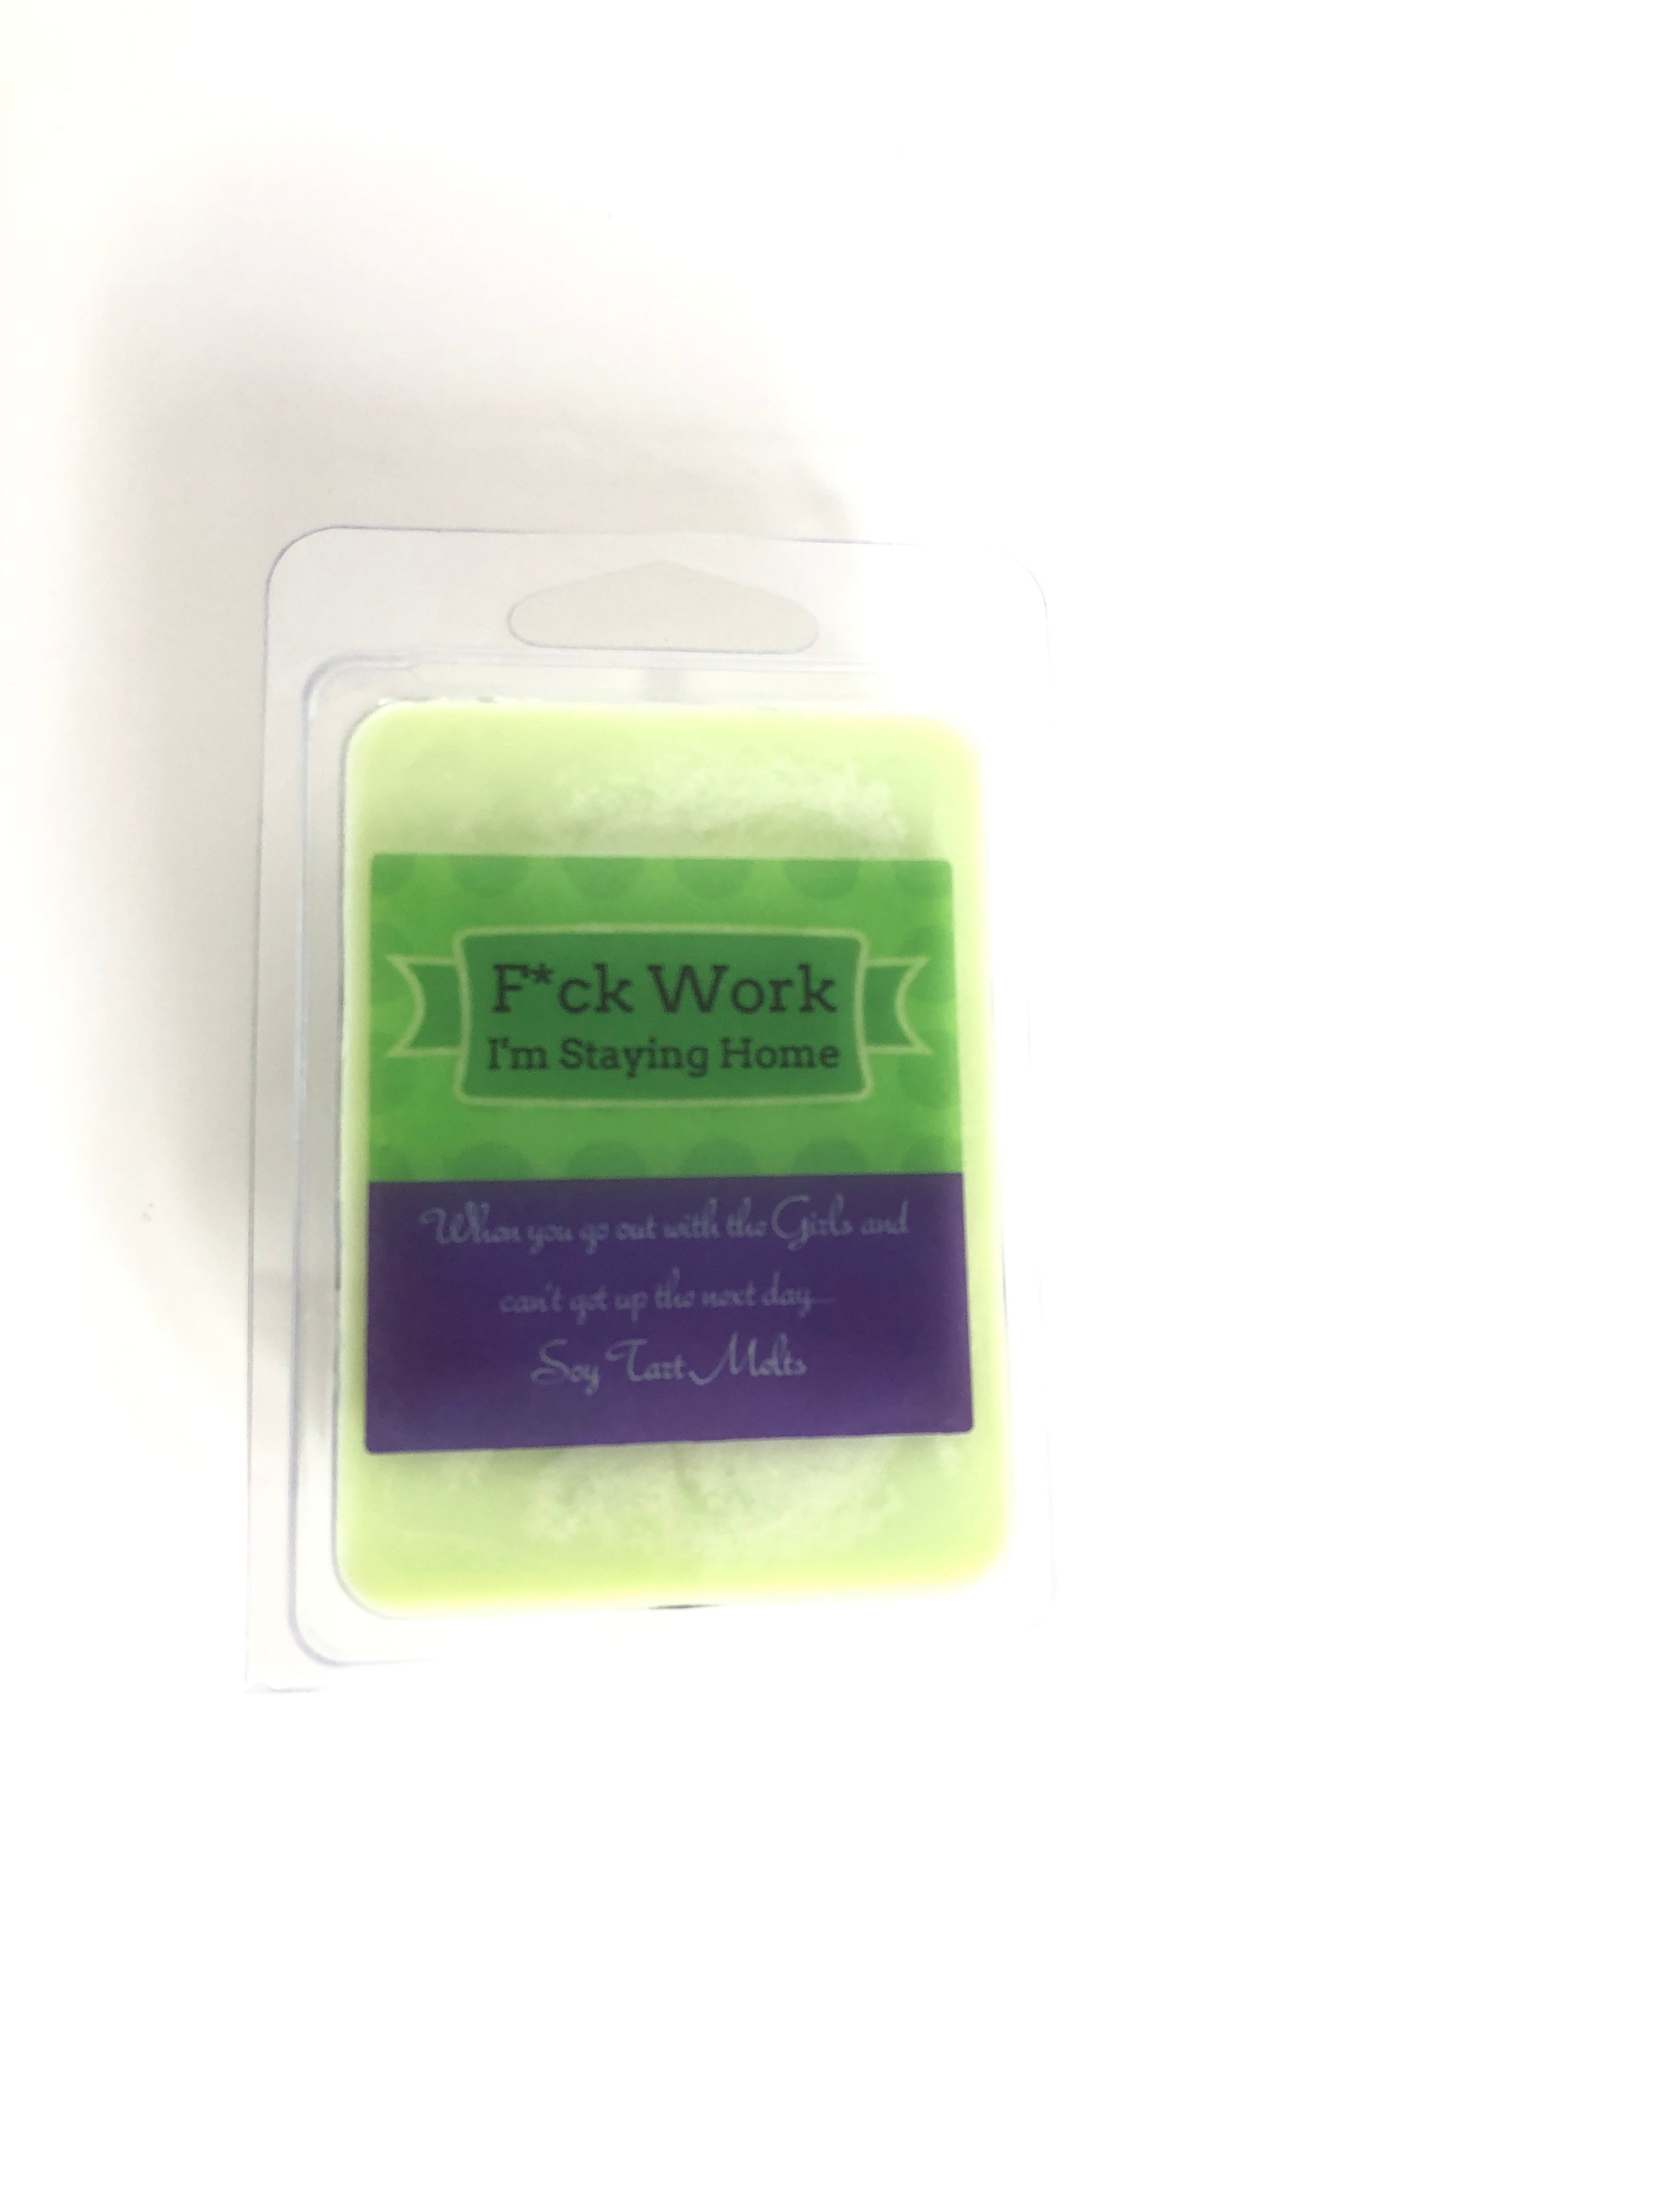 F*ck Work
I'm Staying Home
When you go out with the Girls and
can't get up the next day...
Soy Tart Melts